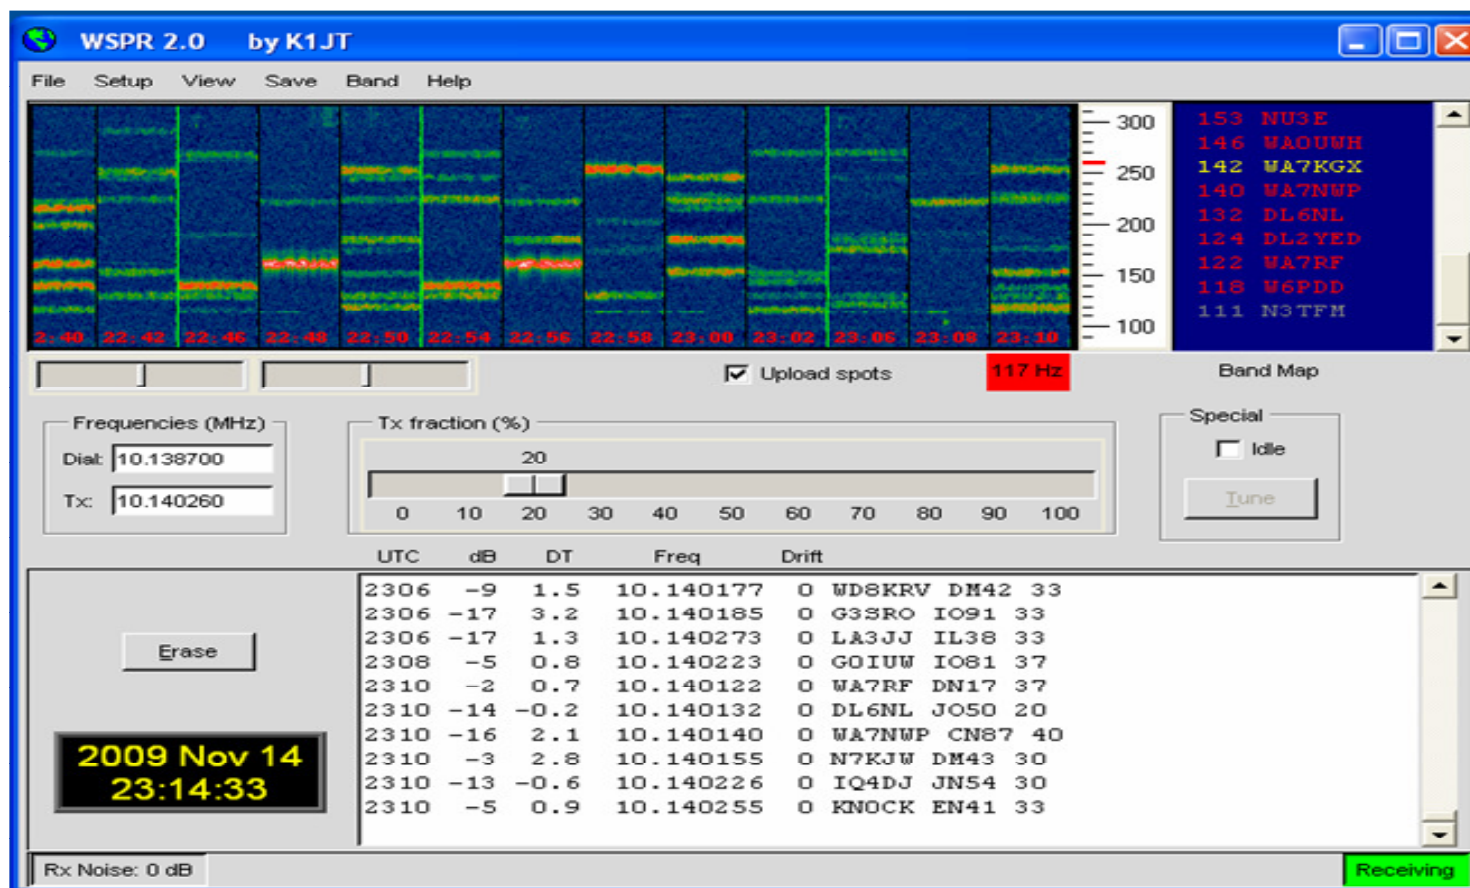 WSPR 2.0 by K1JT
File Setup View Save Band Help
300
250
200
150
100
2:40 22:42 22:46 22:48 22:50 22:54 22:56 22:58 23:00 23:02 23:06 23:08 23:10
153 NU3E
146 WA0UWH
142 WA7KGX
140 WA7NWP
132 DL6NL
124 DL2YED
122 WA7RF
118 W6PDD
111 N3TFM
Upload spots 117 Hz Band Map
Frequencies (MHz)
Dial: 10.138700
Tx: 10.140260
Tx fraction (%)
20
0 10 20 30 40 50 60 70 80 90 100
Special
Idle
Tune
UTC dB DT Freq Drift
2306 -9 1.5 10.140177 0 WD8KRV DM42 33
2306 -17 3.2 10.140185 0 G3SRO IO91 33
2306 -17 1.3 10.140273 0 LA3JJ IL38 33
2308 -5 0.8 10.140223 0 G0IUW IO81 37
2310 -2 0.7 10.140122 0 WA7RF DN17 37
2310 -14 -0.2 10.140132 0 DL6NL JO50 20
2310 -16 2.1 10.140140 0 WA7NWP CN87 40
2310 -3 2.8 10.140155 0 N7KJW DM43 30
2310 -13 -0.6 10.140226 0 IQ4DJ JN54 30
2310 -5 0.9 10.140255 0 KN0CK EN41 33
Erase
2009 Nov 14
23:14:33
Rx Noise: 0 dB
Receiving